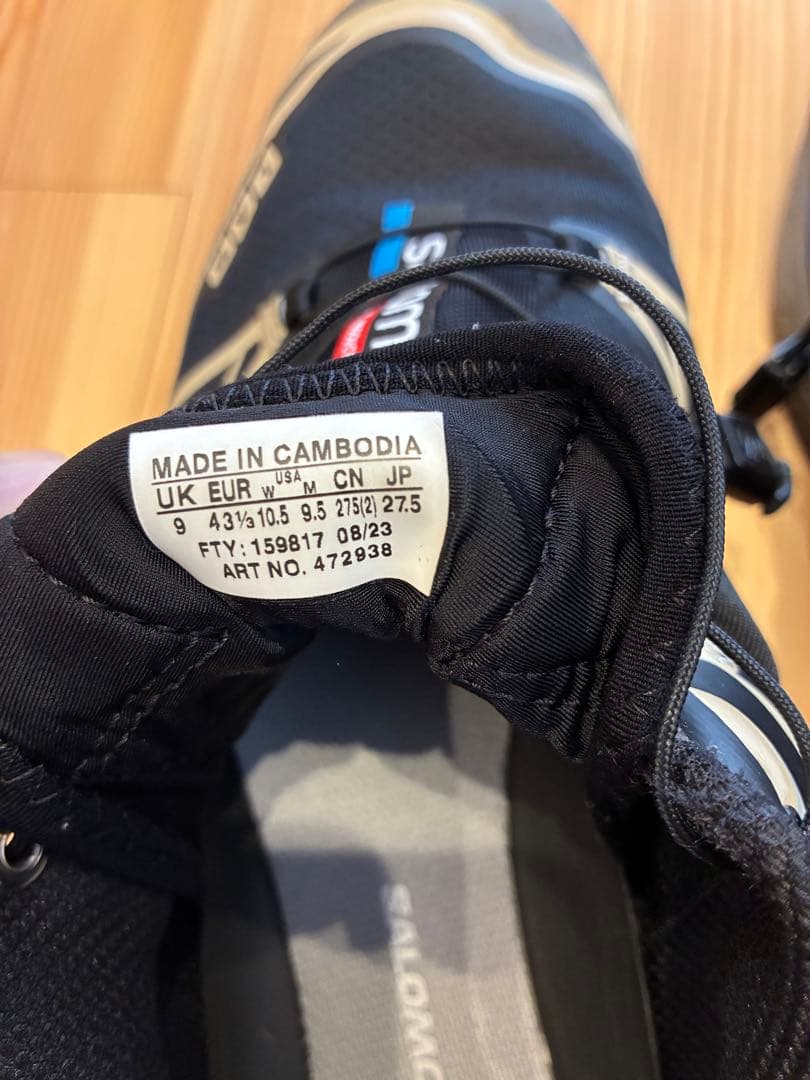 MADE IN CAMBODIA
UK EUR W USA M CN JP
9 43⅓ 10.5 9.5 275(2) 27.5
FTY: 159817 08/23
ART NO. 472938